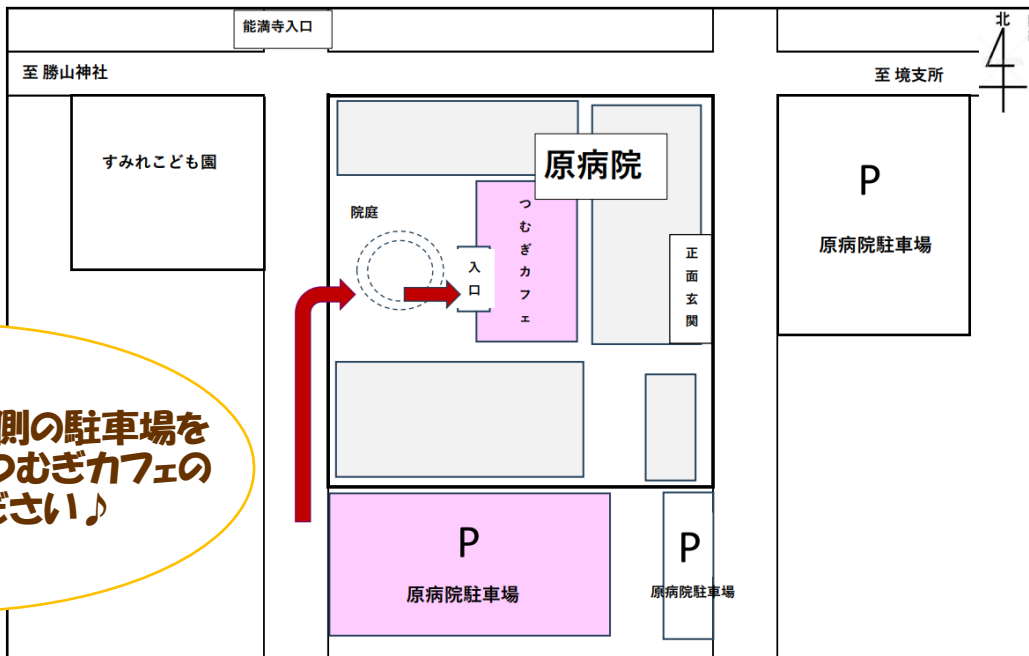 能満寺入口
北
至 勝山神社
至 境支所
すみれこども園
原病院
P
原病院駐車場
院庭
つむぎカフェ
入口
正面玄関
側の駐車場を
つむぎカフェの
ださい♪
P
原病院駐車場
P
原病院駐車場